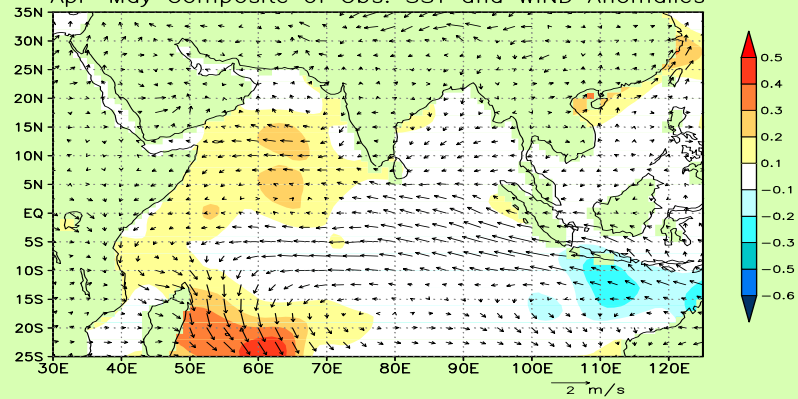 Apr-May Composite of Obs. SST and WIND Anomalies
35N
30N
25N
20N
15N
10N
5N
EQ
5S
10S
15S
20S
25S
30E 40E 50E 60E 70E 80E 90E 100E 110E 120E
2 m/s
0.5
0.4
0.3
0.2
0.1
−0.1
−0.2
−0.3
−0.5
−0.6